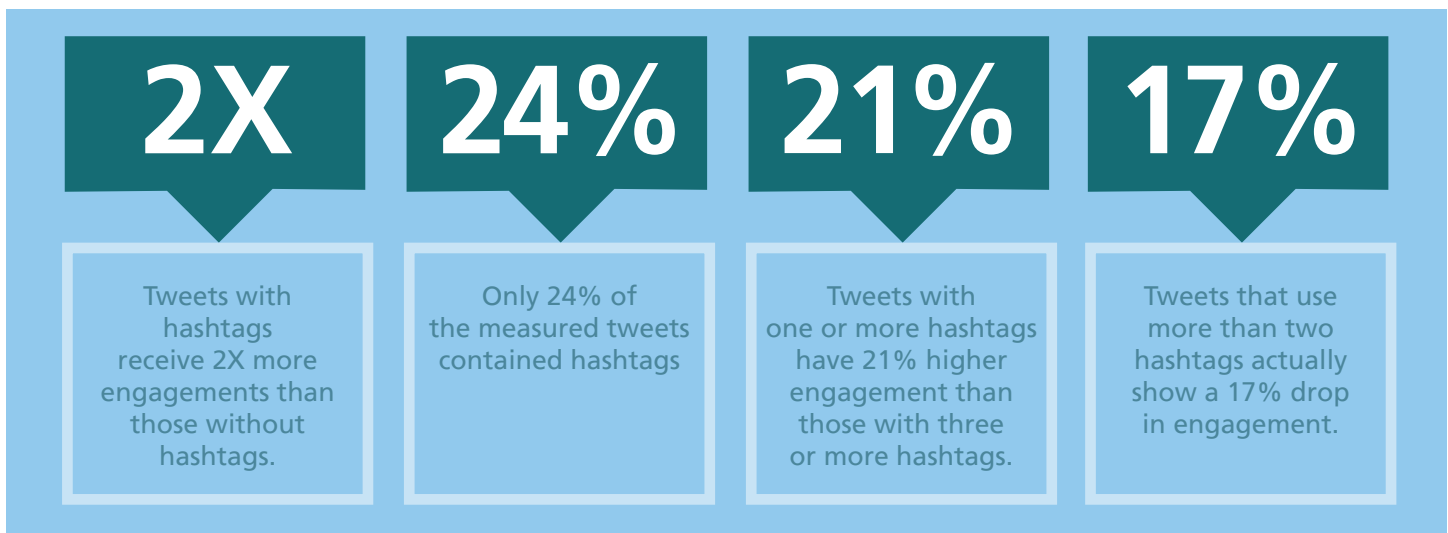 2X
Tweets with
hashtags
receive 2X more
engagements than
those without
hashtags.
24%
Only 24% of
the measured tweets
contained hashtags
21%
Tweets with
one or more hashtags
have 21% higher
engagement than
those with three
or more hashtags.
17%
Tweets that use
more than two
hashtags actually
show a 17% drop
in engagement.